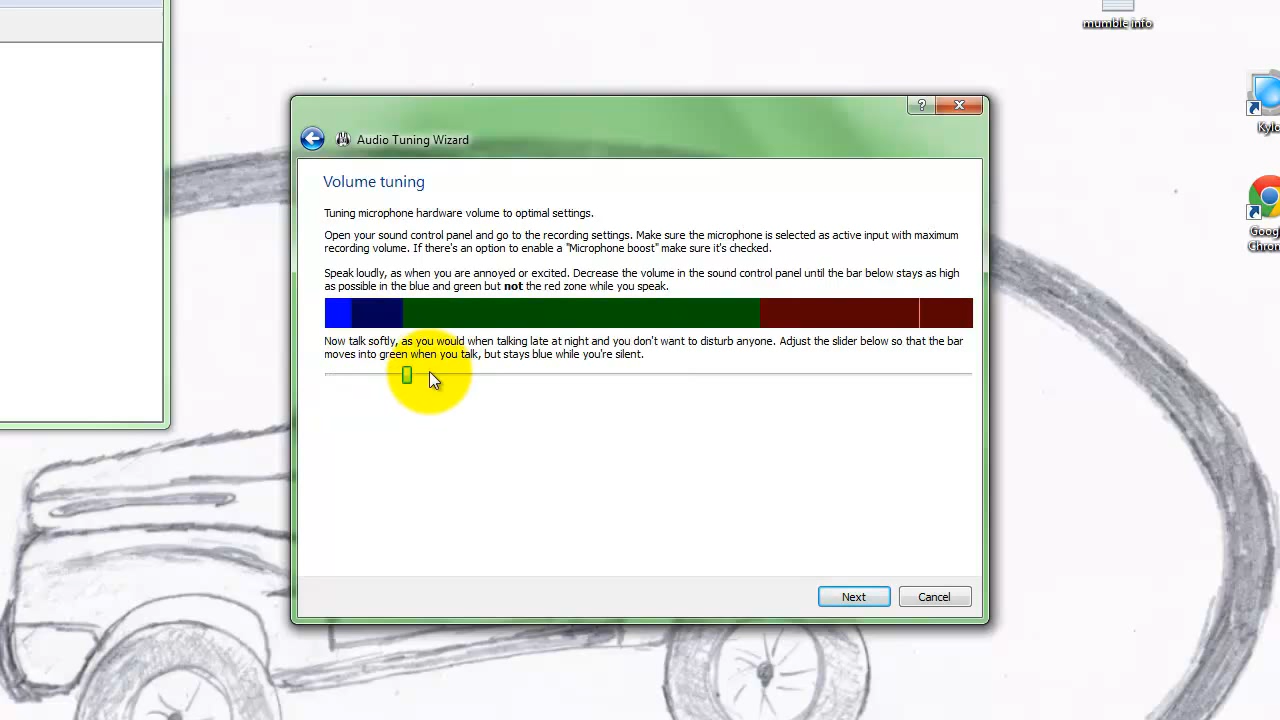 mumble info
Audio Tuning Wizard
Volume tuning
Tuning microphone hardware volume to optimal settings.
Open your sound control panel and go to the recording settings. Make sure the microphone is selected as active input with maximum
recording volume. If there's an option to enable a "Microphone boost" make sure it's checked.
Speak loudly, as when you are annoyed or excited. Decrease the volume in the sound control panel until the bar below stays as high
as possible in the blue and green but not the red zone while you speak.
Now talk softly, as you would when talking late at night and you don't want to disturb anyone. Adjust the slider below so that the bar
moves into green when you talk, but stays blue while you're silent.
Next
Cancel